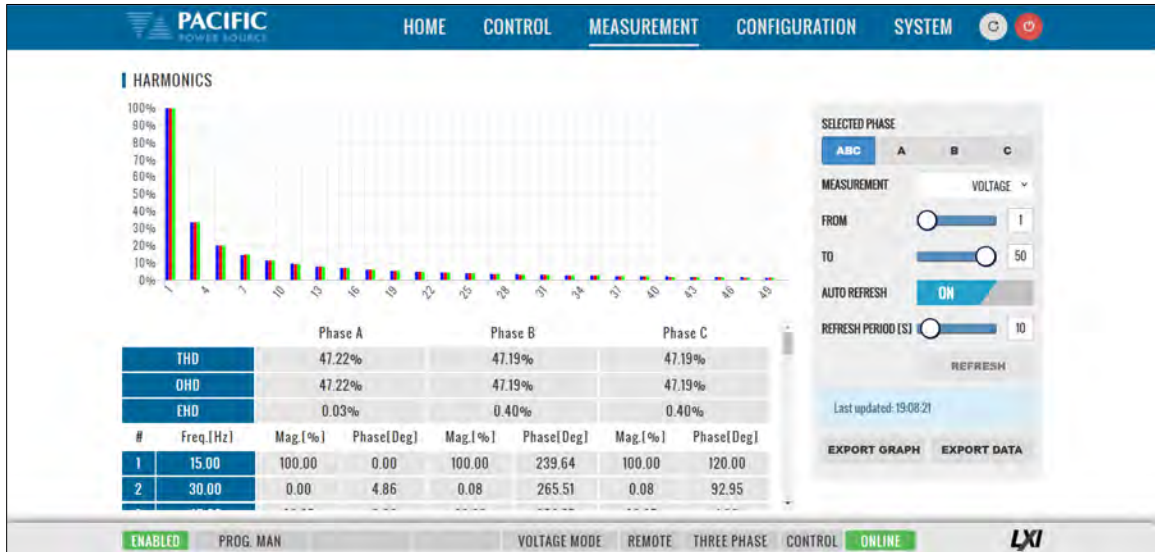 PACIFIC
POWER SOURCE
HOME CONTROL MEASUREMENT CONFIGURATION SYSTEM
HARMONICS
100%
90%
80%
70%
60%
50%
40%
30%
20%
10%
0%
1 4 7 10 13 16 19 22 25 28 31 34 37 40 43 46 49
SELECTED PHASE
ABC A B C
MEASUREMENT VOLTAGE
FROM 1
TO 50
AUTO REFRESH ON
REFRESH PERIOD [S] 10
REFRESH
Last updated: 19:08:21
EXPORT GRAPH EXPORT DATA
Phase A Phase B Phase C
THD 47.22% 47.19% 47.19%
OHD 47.22% 47.19% 47.19%
EHD 0.03% 0.40% 0.40%
# Freq.[Hz] Mag.[%] Phase[Deg] Mag.[%] Phase[Deg] Mag.[%] Phase[Deg]
1 15.00 100.00 0.00 100.00 239.64 100.00 120.00
2 30.00 0.00 4.86 0.08 265.51 0.08 92.95
ENABLED PROG. MAN VOLTAGE MODE REMOTE THREE PHASE CONTROL ONLINE LXI